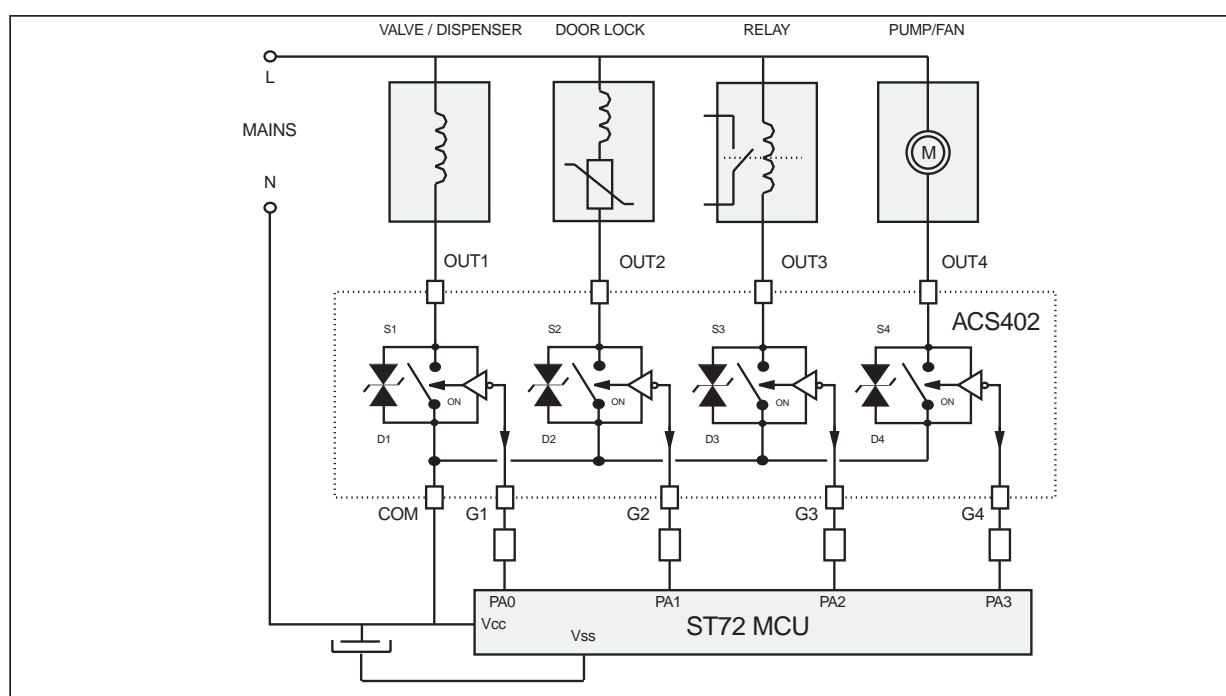 VALVE / DISPENSER DOOR LOCK RELAY PUMP/FAN
L
MAINS
M
N
OUT1 OUT2 OUT3 OUT4
ACS402
S1 S2 S3 S4
ON ON ON ON
D1 D2 D3 D4
COM G1 G2 G3 G4
PA0 PA1 PA2 PA3
Vcc Vss ST72 MCU